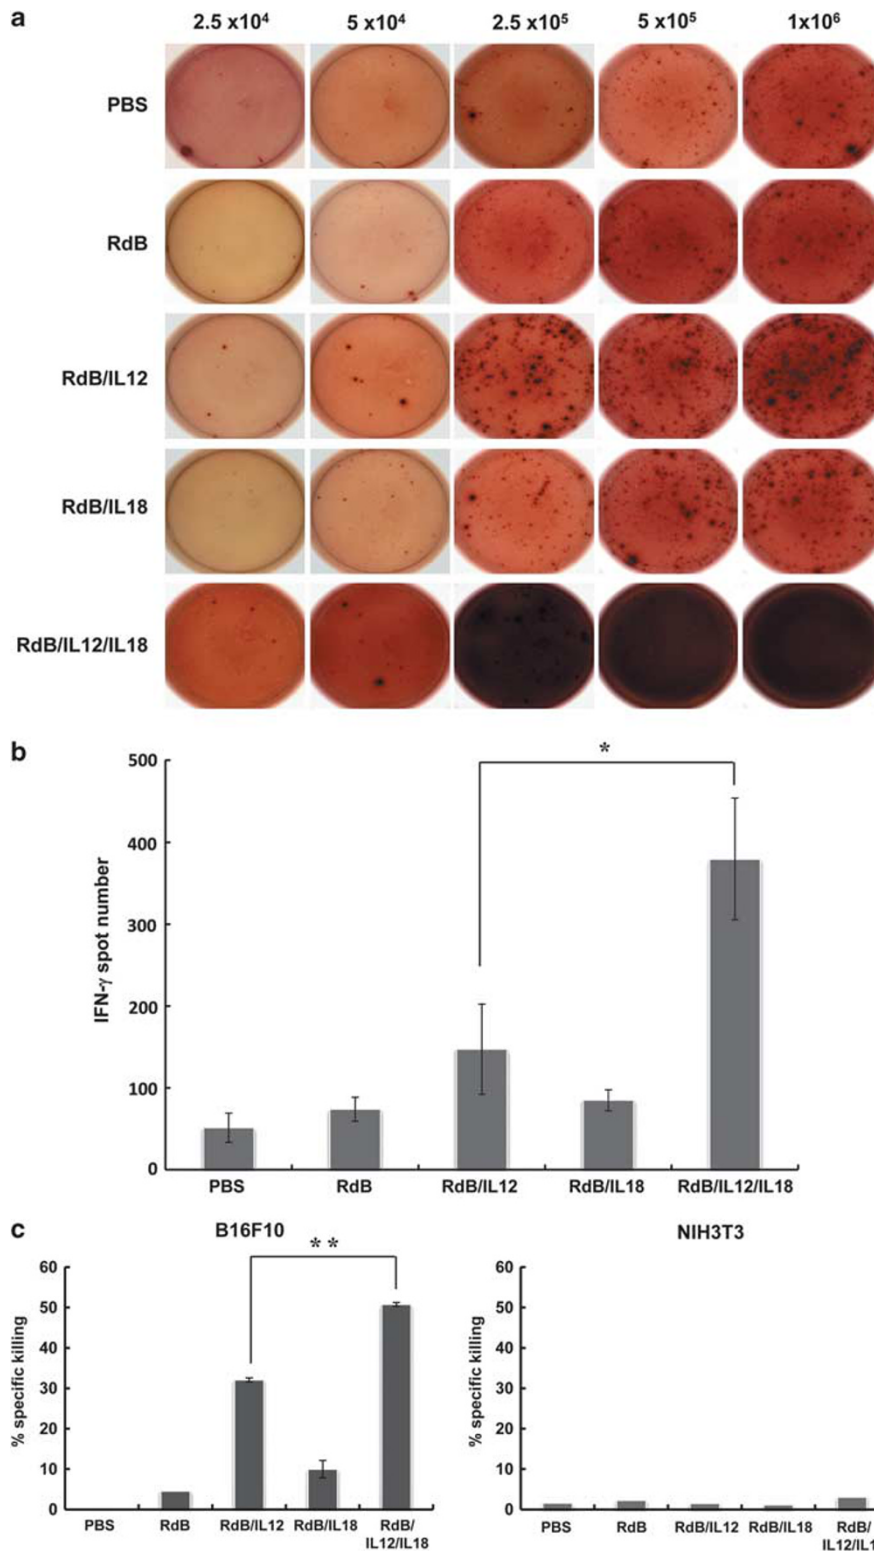 a
2.5 x10⁴ 5 x10⁴ 2.5 x10⁵ 5 x10⁵ 1x10⁶
PBS
RdB
RdB/IL12
RdB/IL18
RdB/IL12/IL18
b
500
400
300
200
100
0
IFN-γ spot number
*
PBS RdB RdB/IL12 RdB/IL18 RdB/IL12/IL18
c
B16F10
60
50
40
30
20
10
0
% specific killing
* *
PBS RdB RdB/IL12 RdB/IL18 RdB/
IL12/IL18
NIH3T3
60
50
40
30
20
10
0
% specific killing
PBS RdB RdB/IL12 RdB/IL18 RdB/
IL12/IL1